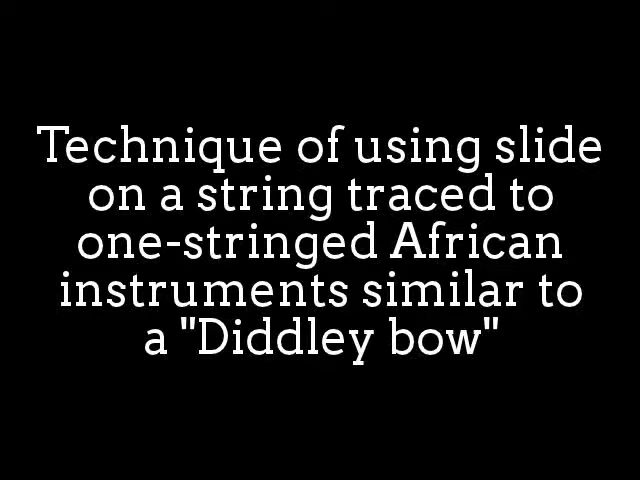 Technique of using slide
on a string traced to
one-stringed African
instruments similar to
a "Diddley bow"